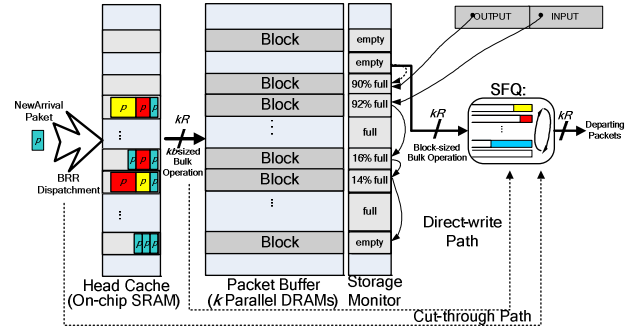 OUTPUT INPUT
Block empty
empty
Block 90% full
Block 92% full
full
Block 16% full
Block 14% full
full
Block empty
NewArrival
Paket
p
BRR
Dispatchment
p p p
p p p
p p p
p p p
kR
kb-sized
Bulk
Operation
kR
Block-sized
Bulk Operation
SFQ:
kR
Departing
Packets
Direct-write
Path
Head Cache
(On-chip SRAM)
Packet Buffer
(k Parallel DRAMs)
Storage
Monitor
Cut-through Path